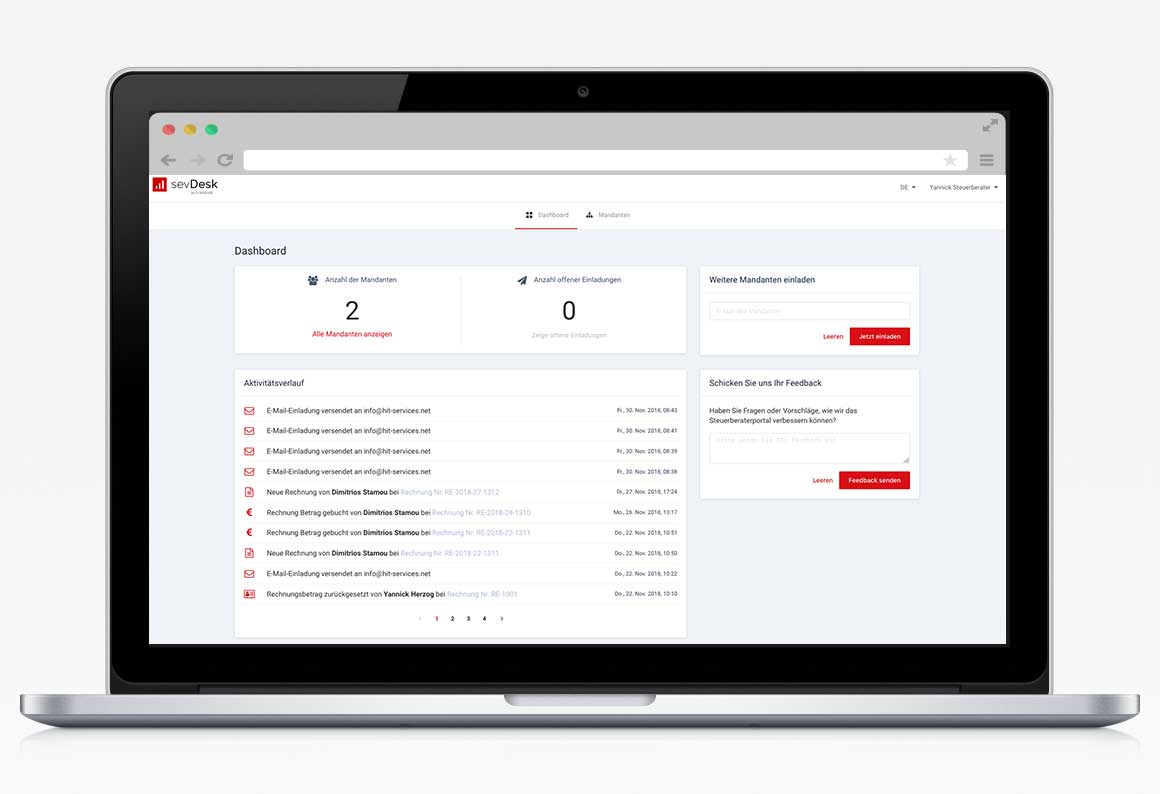 sevDesk
DE
Yannick Steuerberater
Dashboard
Mandanten
Dashboard
Anzahl der Mandanten
2
Alle Mandanten anzeigen
Anzahl offener Einladungen
0
Zeige offene Einladungen
Weitere Mandanten einladen
E-Mail des Mandanten
Leeren
Jetzt einladen
Aktivitätsverlauf
E-Mail-Einladung versendet an info@hit-services.net Fr., 30. Nov. 2018, 08:43
E-Mail-Einladung versendet an info@hit-services.net Fr., 30. Nov. 2018, 08:41
E-Mail-Einladung versendet an info@hit-services.net Fr., 30. Nov. 2018, 08:39
E-Mail-Einladung versendet an info@hit-services.net Fr., 30. Nov. 2018, 08:38
Neue Rechnung von Dimitrios Stamou bei Rechnung Nr. RE-2018-27-1312 Di., 27. Nov. 2018, 17:24
Rechnung Betrag gebucht von Dimitrios Stamou bei Rechnung Nr. RE-2018-24-1310 Mo., 26. Nov. 2018, 13:17
Rechnung Betrag gebucht von Dimitrios Stamou bei Rechnung Nr. RE-2018-22-1311 Do., 22. Nov. 2018, 10:51
Neue Rechnung von Dimitrios Stamou bei Rechnung Nr. RE-2018-22-1311 Do., 22. Nov. 2018, 10:50
E-Mail-Einladung versendet an info@hit-services.net Do., 22. Nov. 2018, 10:22
Rechnungsbetrag zurückgesetzt von Yannick Herzog bei Rechnung Nr. RE-1001 Do., 22. Nov. 2018, 10:10
< 1 2 3 4 >
Schicken Sie uns Ihr Feedback
Haben Sie Fragen oder Vorschläge, wie wir das
Steuerberaterportal verbessern können?
Bitte geben Sie Ihr Feedback ein
Leeren
Feedback senden